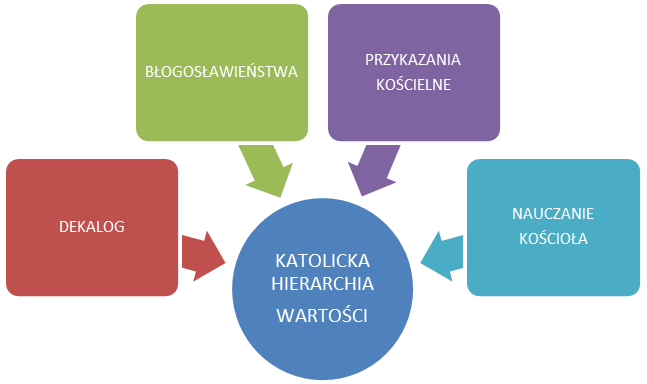 BŁOGOSŁAWIEŃSTWA
PRZYKAZANIA
KOŚCIELNE
DEKALOG
NAUCZANIE
KOŚCIOŁA
KATOLICKA
HIERARCHIA
WARTOŚCI